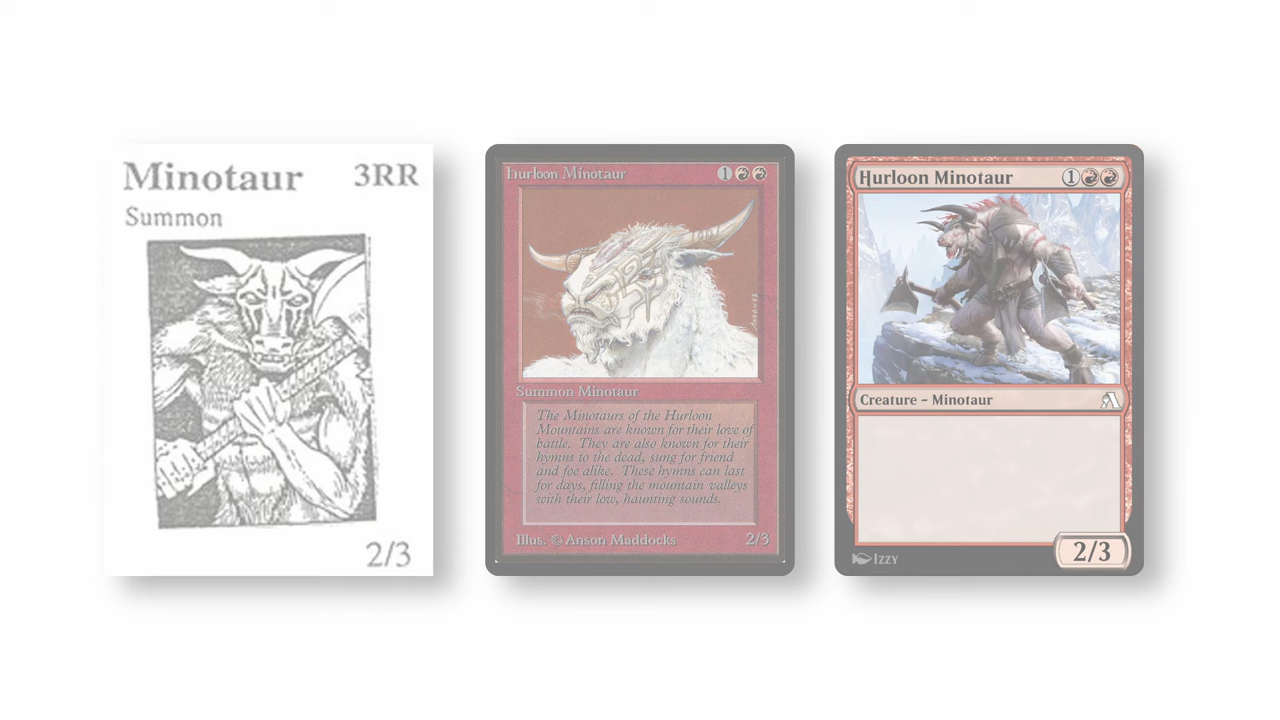 Minotaur 3RR
Summon
2/3
Hurloon Minotaur 1
Summon Minotaur
The Minotaurs of the Hurloon
Mountains are known for their love of
battle. They are also known for their
hymns to the dead, sung for friend
and foe alike. These hymns can last
for days, filling the mountain valleys
with their low, haunting sounds.
Illus. © Anson Maddocks 2/3
Hurloon Minotaur 1
Creature – Minotaur
2/3
Izzy